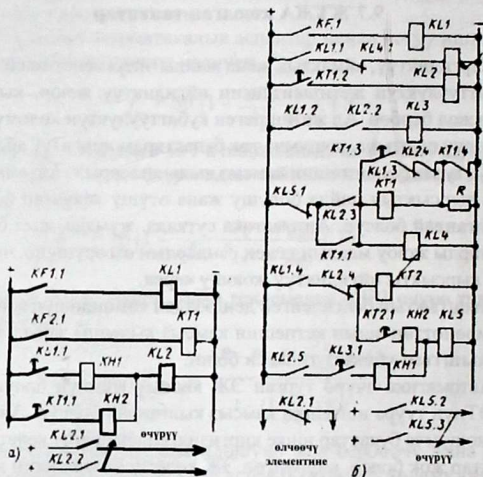 KF.1 KL1
KL1.1 KL4.1
KL2
KT1.2
KL1.2 KL2.2 KL3
KT1.3 KL2.4 KT1.4
KL1.3
KT1 R
KL5.1
KL2.3
KT1.1 KL4
KL1.4 KL2.4 KT2
KT2.1 KH2 KL5
KL2.5 KL3.1 KH1
KL2.1 KL5.2
KL5.3
өлчөөчү
элементине
өчүрүү
б)
KF1.1 KL1
KF2.1 KT1
KL1.1 KH1 KL2
KT1.1 KH2
KL2.1 өчүрүү
KL2.2
а)